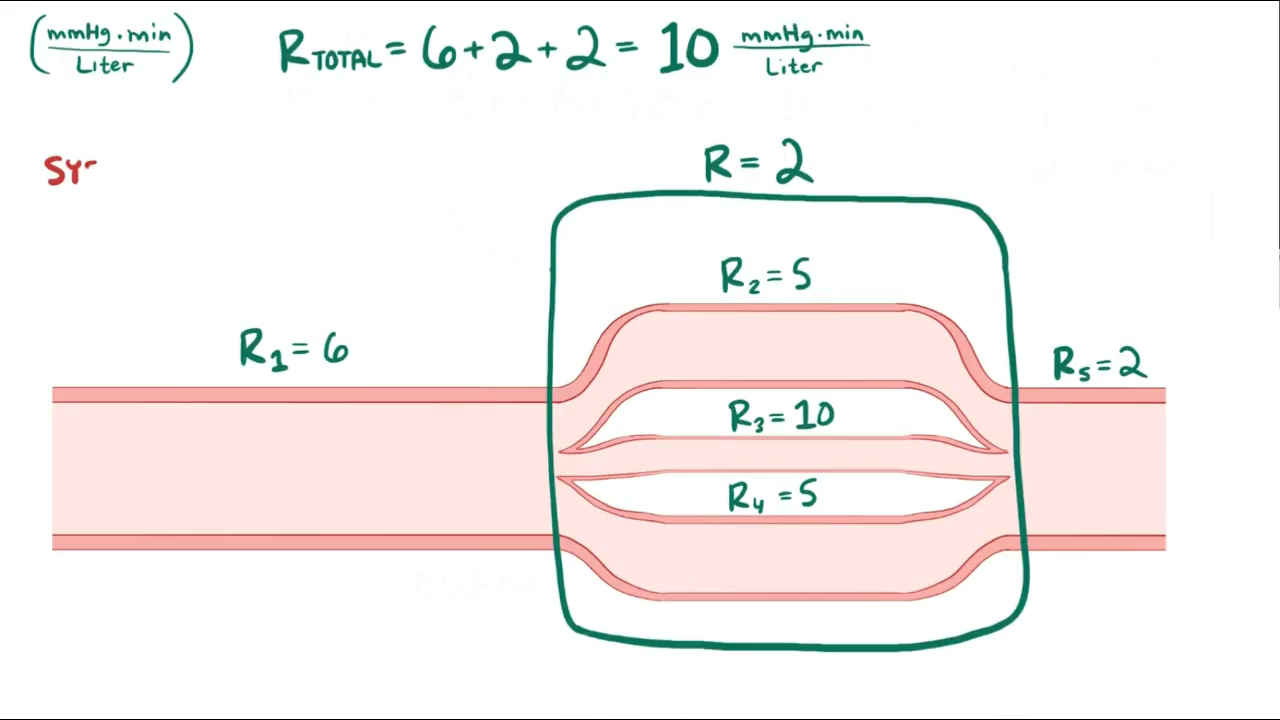 (mmHg·min / Liter) R TOTAL = 6+2+2 = 10 mmHg·min / Liter
R = 2
R₂ = 5
R₁ = 6
R₅ = 2
R₃ = 10
R₄ = 5